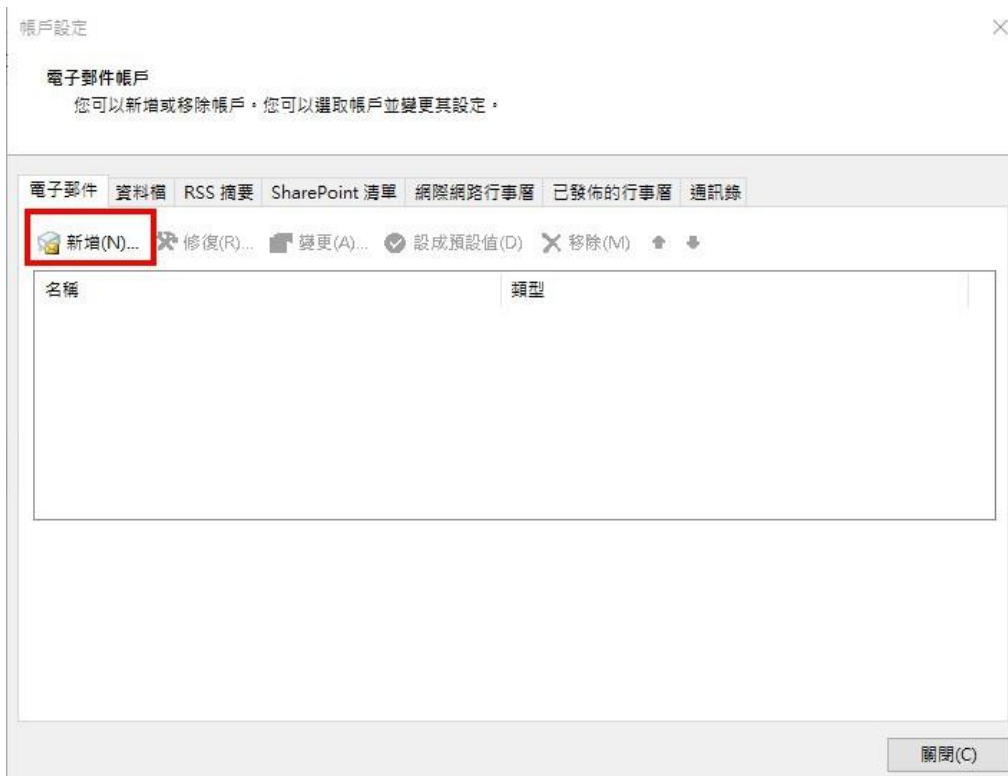 帳戶設定
電子郵件帳戶
您可以新增或移除帳戶。您可以選取帳戶並變更其設定。
電子郵件 資料檔 RSS 摘要 SharePoint 清單 網際網路行事曆 已發佈的行事曆 通訊錄
新增(N)... 修復(R)... 變更(A)... 設成預設值(D) 移除(M)
名稱 類型
關閉(C)